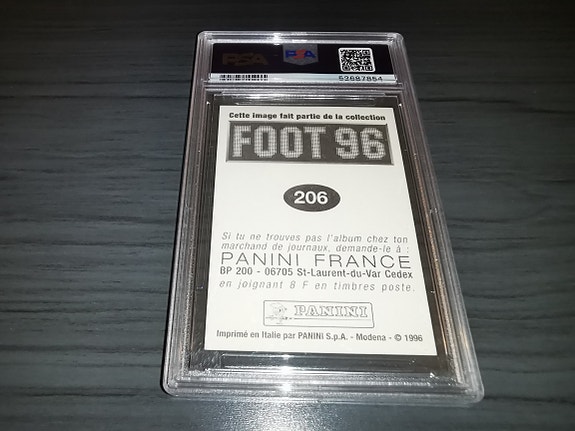 PSA PSA
52687854
Cette image fait partie de la collection
FOOT 96
206
Si tu ne trouves pas l'album chez ton
marchand de journaux, demande-le à :
PANINI FRANCE
BP 200 - 06705 St-Laurent-du-Var Cedex
en joignant 8 F en timbres poste.
PANINI
Imprimé en Italie par PANINI S.p.A. - Modena - © 1996